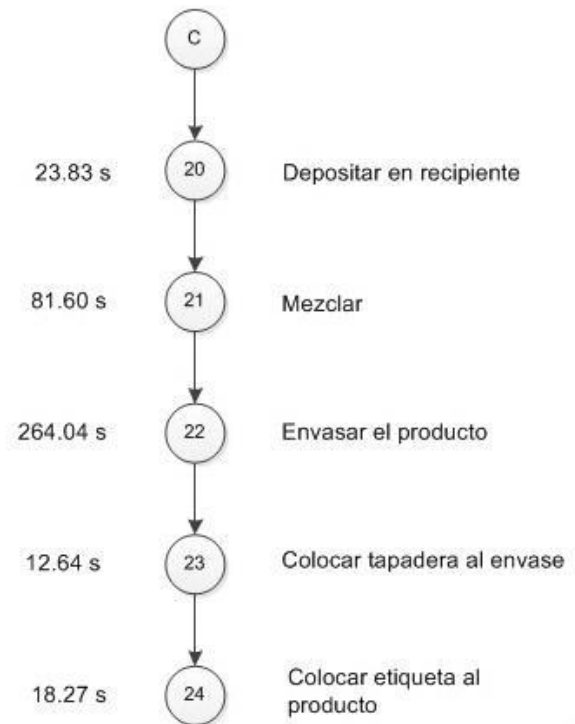 C
23.83 s 20 Depositar en recipiente
81.60 s 21 Mezclar
264.04 s 22 Envasar el producto
12.64 s 23 Colocar tapadera al envase
18.27 s 24 Colocar etiqueta al
producto